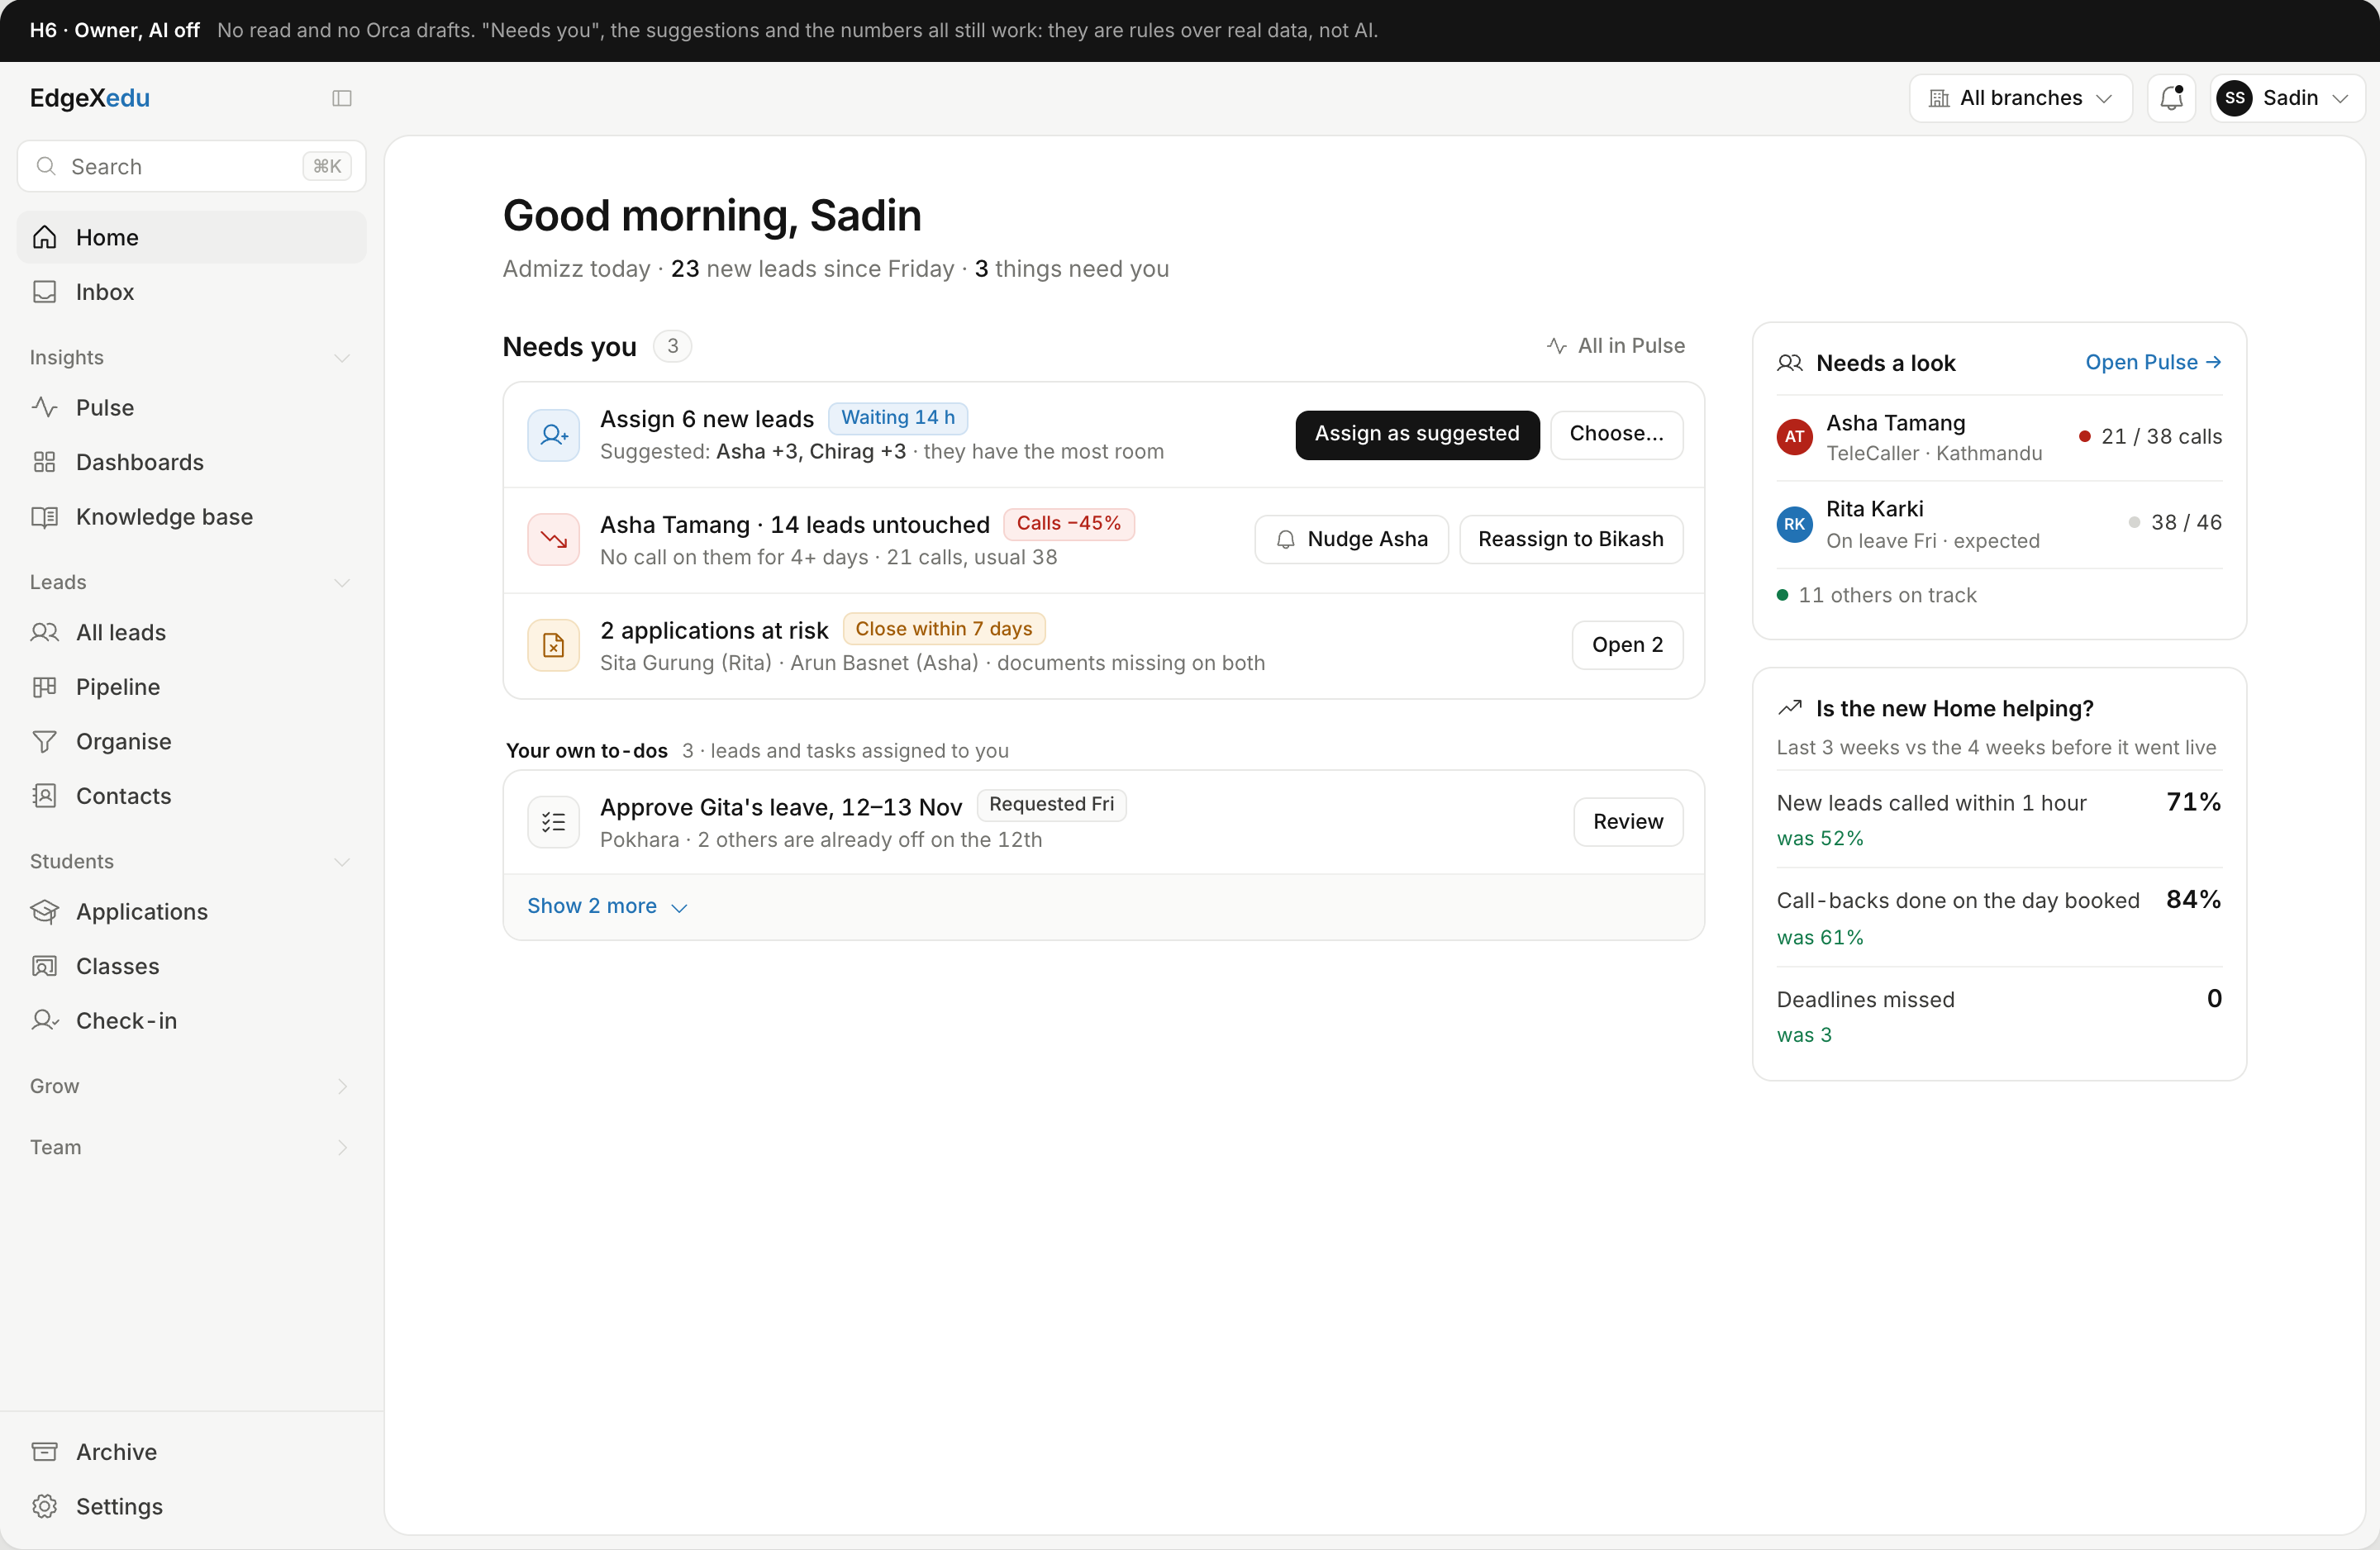 H6 · Owner, AI off No read and no Orca drafts. "Needs you", the suggestions and the numbers all still work: they are rules over real data, not AI.
EdgeXedu
All branches
SS Sadin
Search ⌘K
Home
Inbox
Insights
Pulse
Dashboards
Knowledge base
Leads
All leads
Pipeline
Organise
Contacts
Students
Applications
Classes
Check-in
Grow
Team
Archive
Settings
Good morning, Sadin
Admizz today · 23 new leads since Friday · 3 things need you
Needs you 3
All in Pulse
Assign 6 new leads Waiting 14 h
Suggested: Asha +3, Chirag +3 · they have the most room
Assign as suggested
Choose...
Asha Tamang · 14 leads untouched Calls −45%
No call on them for 4+ days · 21 calls, usual 38
Nudge Asha
Reassign to Bikash
2 applications at risk Close within 7 days
Sita Gurung (Rita) · Arun Basnet (Asha) · documents missing on both
Open 2
Your own to-dos 3 · leads and tasks assigned to you
Approve Gita's leave, 12–13 Nov Requested Fri
Pokhara · 2 others are already off on the 12th
Review
Show 2 more
Needs a look
Open Pulse →
AT
Asha Tamang
TeleCaller · Kathmandu
21 / 38 calls
RK
Rita Karki
On leave Fri · expected
38 / 46
11 others on track
Is the new Home helping?
Last 3 weeks vs the 4 weeks before it went live
New leads called within 1 hour 71%
was 52%
Call-backs done on the day booked 84%
was 61%
Deadlines missed 0
was 3